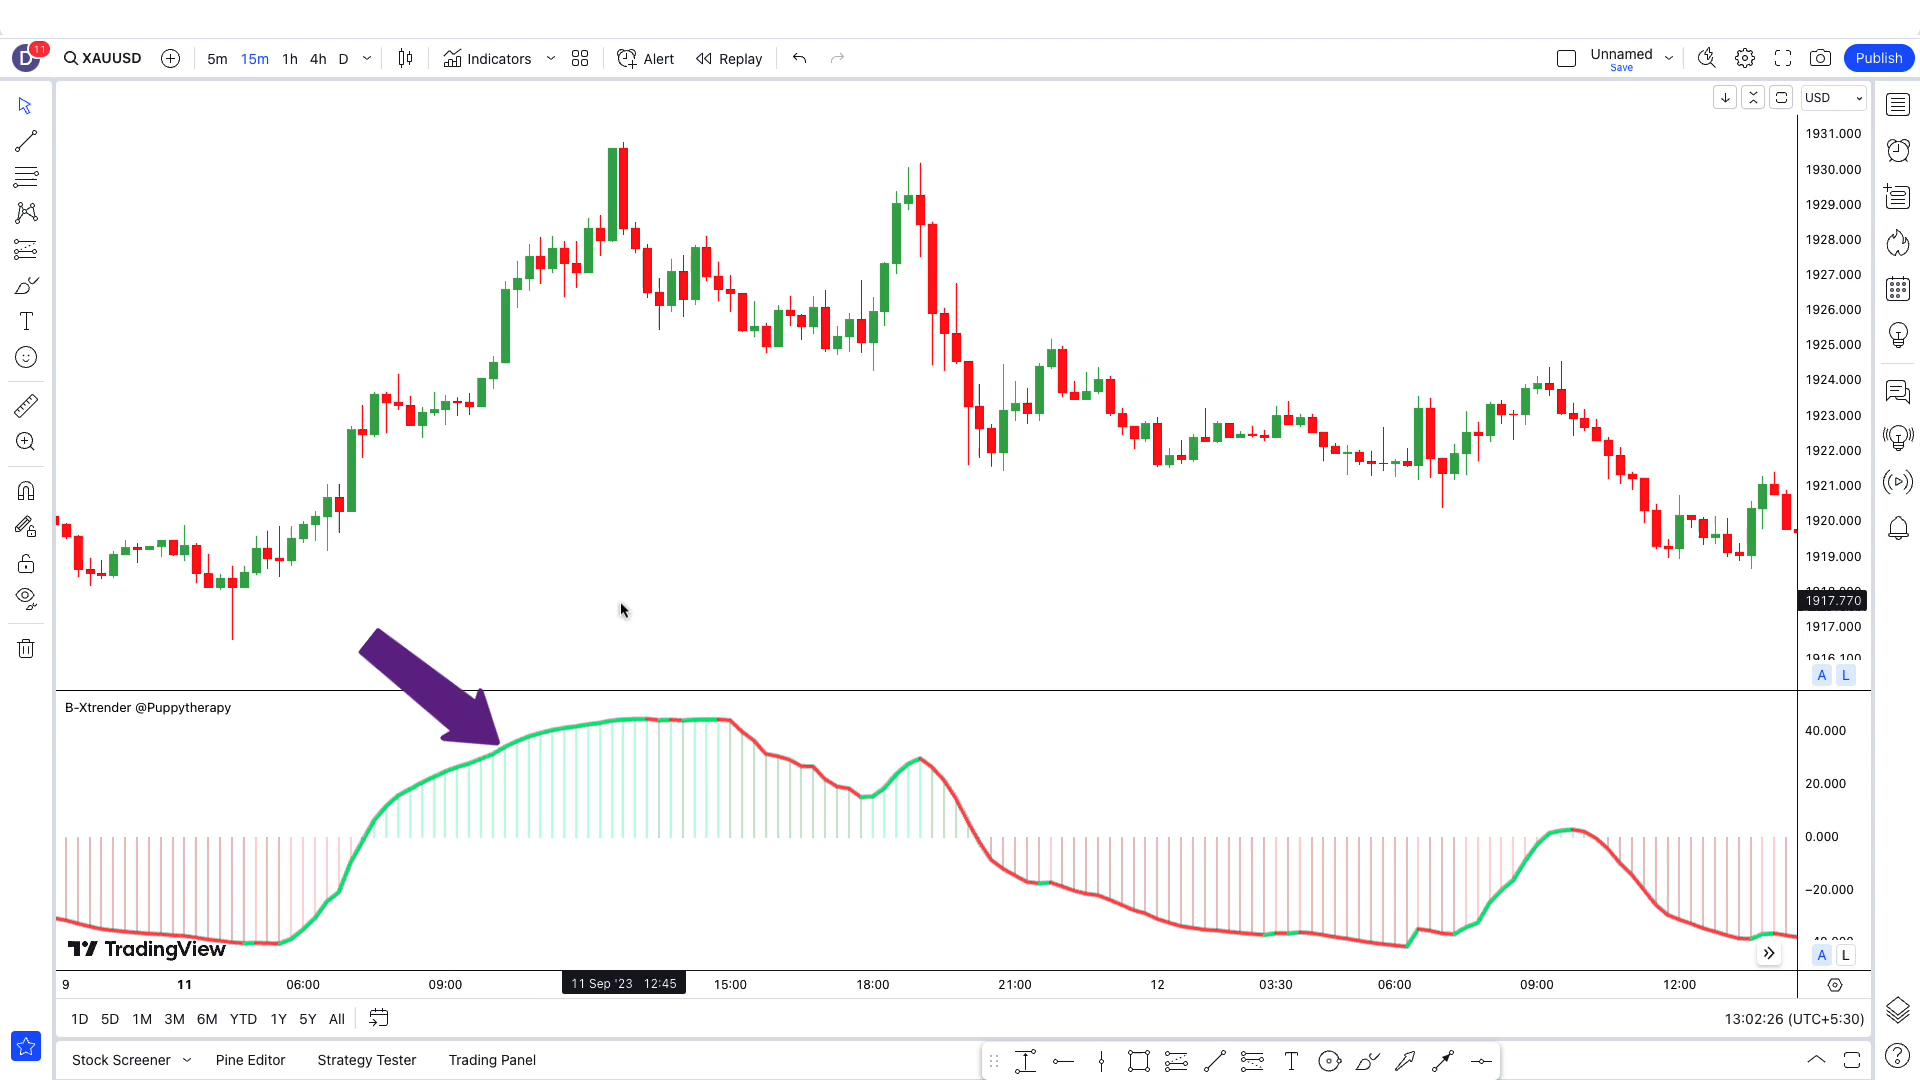 D 11 XAUUSD 5m 15m 1h 4h D Indicators Alert Replay Unnamed Save Publish
USD
1931.000
1930.000
1929.000
1928.000
1927.000
1926.000
1925.000
1924.000
1923.000
1922.000
1921.000
1920.000
1919.000
1917.770
1917.000
1916.100
A L
B-Xtrender @Puppytherapy
40.000
20.000
0.000
−20.000
TradingView
A L
9 11 06:00 09:00 11 Sep '23 12:45 15:00 18:00 21:00 12 03:30 06:00 09:00 12:00
1D 5D 1M 3M 6M YTD 1Y 5Y All 13:02:26 (UTC+5:30)
Stock Screener Pine Editor Strategy Tester Trading Panel